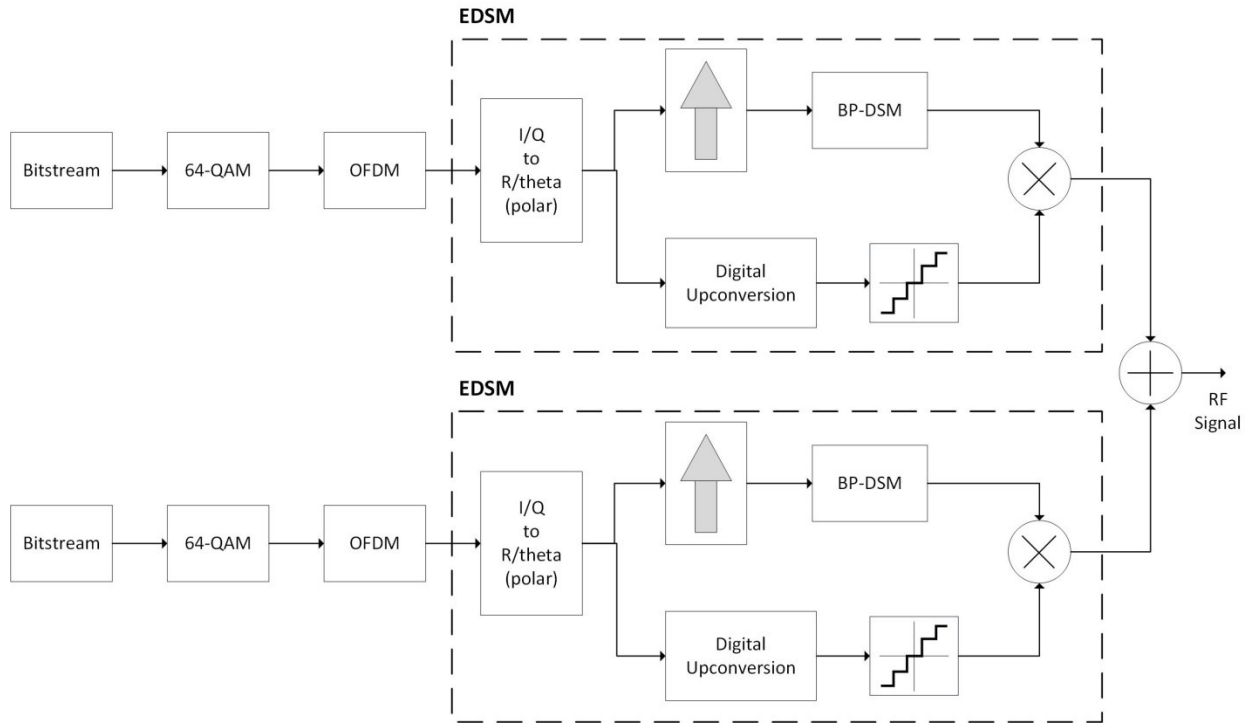 EDSM
Bitstream
64-QAM
OFDM
I/Q
to
R/theta
(polar)
BP-DSM
Digital
Upconversion
RF
Signal
EDSM
Bitstream
64-QAM
OFDM
I/Q
to
R/theta
(polar)
BP-DSM
Digital
Upconversion